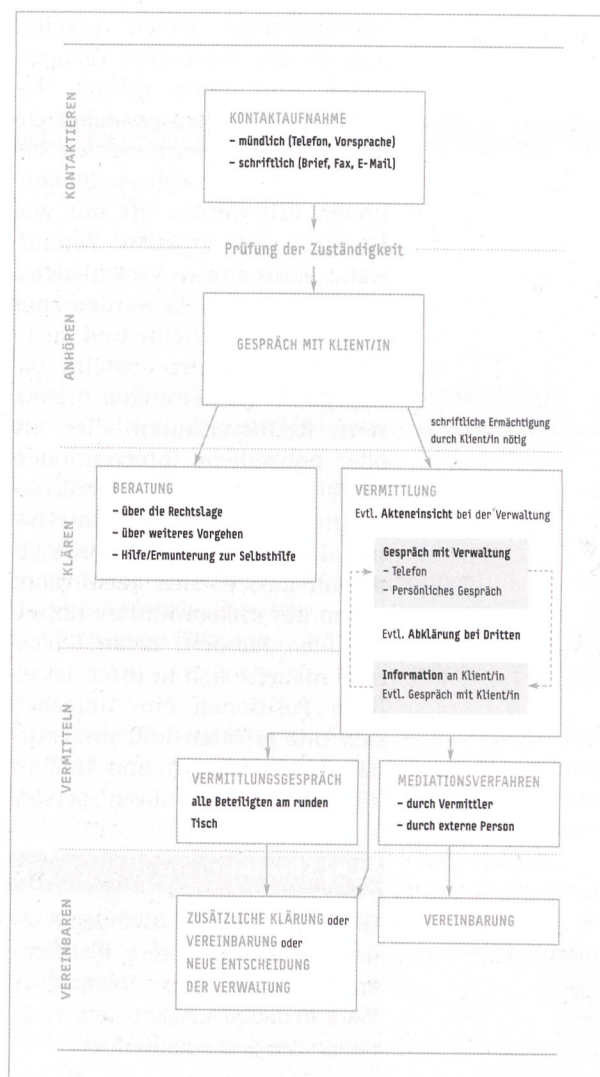 KONTAKTIEREN
KONTAKTAUFNAHME
– mündlich (Telefon, Vorsprache)
– schriftlich (Brief, Fax, E-Mail)
Prüfung der Zuständigkeit
ANHÖREN
GESPRÄCH MIT KLIENT/IN
schriftliche Ermächtigung
durch Klient/in nötig
KLÄREN
BERATUNG
– über die Rechtslage
– über weiteres Vorgehen
– Hilfe/Ermunterung zur Selbsthilfe
VERMITTLUNG
Evtl. Akteneinsicht bei der Verwaltung
Gespräch mit Verwaltung
– Telefon
– Persönliches Gespräch
Evtl. Abklärung bei Dritten
Information an Klient/in
Evtl. Gespräch mit Klient/in
VERMITTELN
VERMITTLUNGSGESPRÄCH
alle Beteiligten am runden
Tisch
MEDIATIONSVERFAHREN
– durch Vermittler
– durch externe Person
VEREINBAREN
ZUSÄTZLICHE KLÄRUNG oder
VEREINBARUNG oder
NEUE ENTSCHEIDUNG
DER VERWALTUNG
VEREINBARUNG